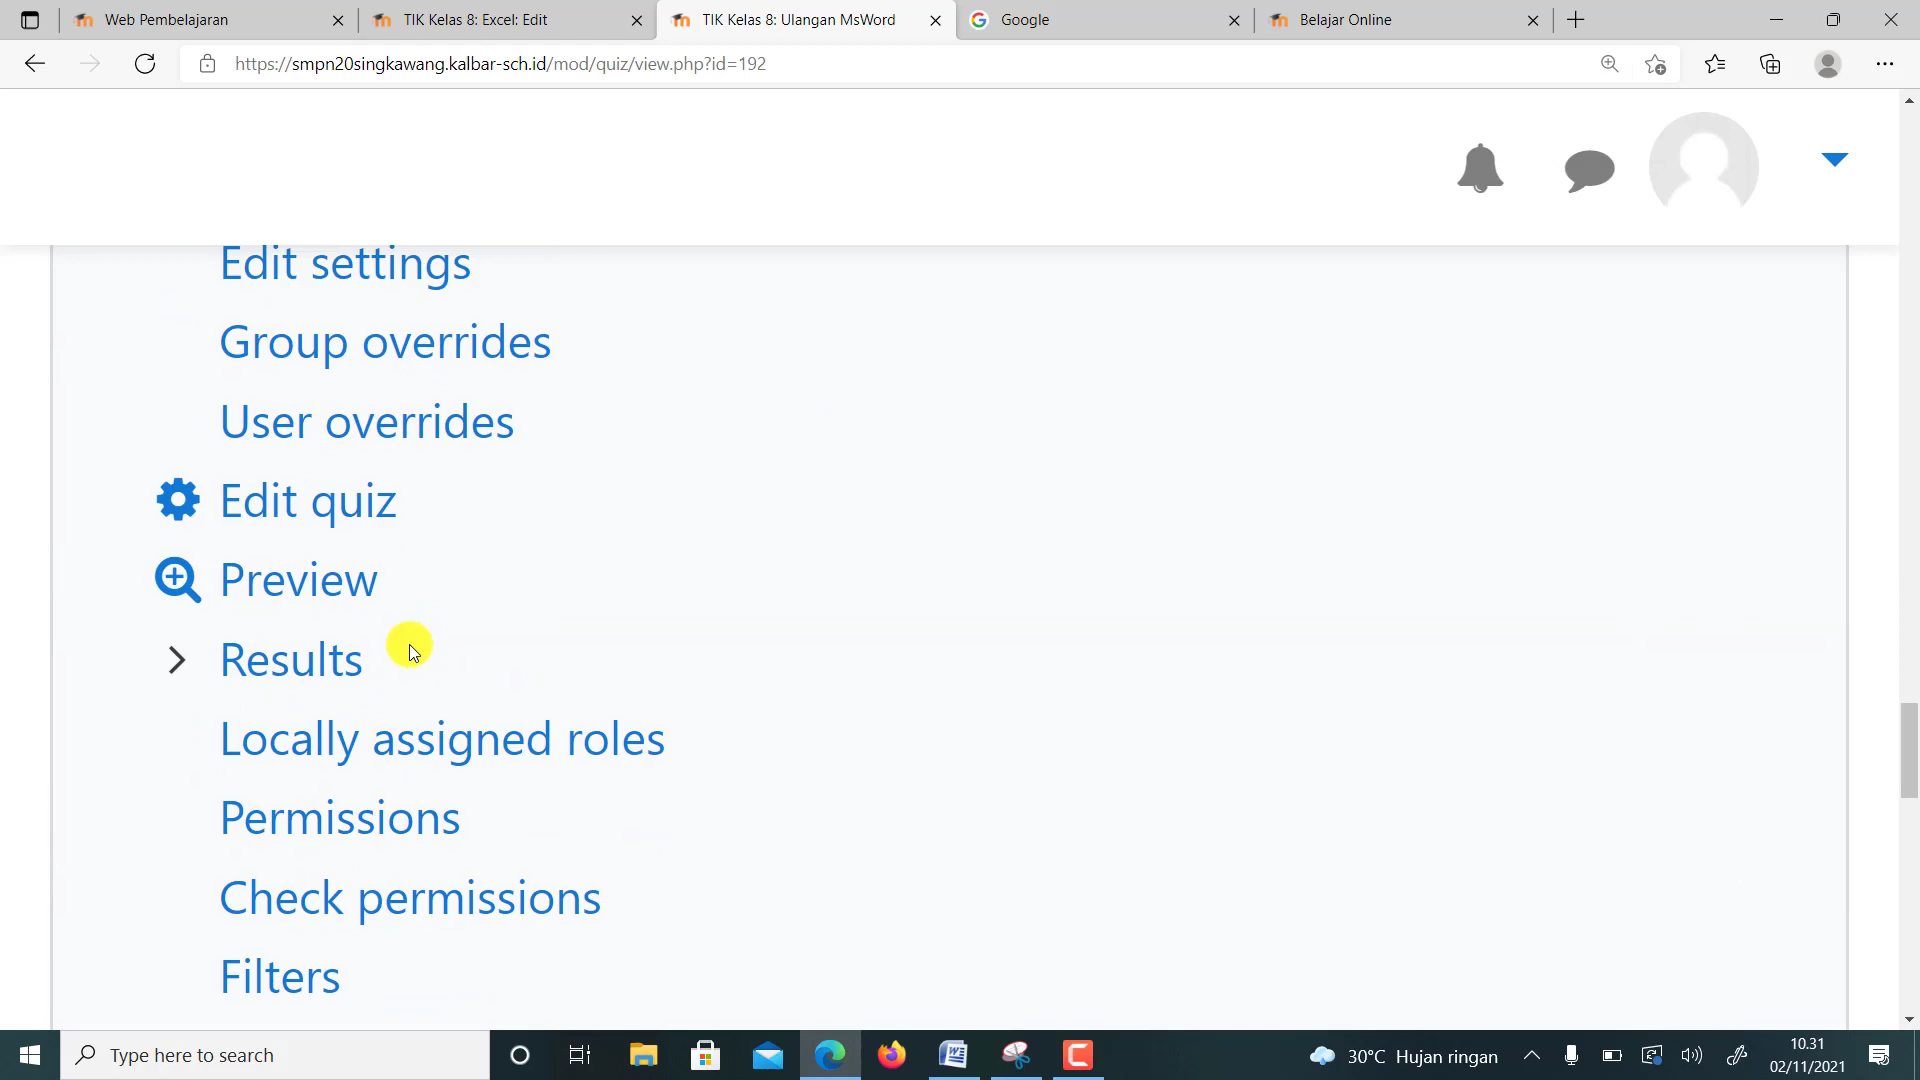 Web Pembelajaran
TIK Kelas 8: Excel: Edit
TIK Kelas 8: Ulangan MsWord
Google
Belajar Online
https://smpn20singkawang.kalbar-sch.id/mod/quiz/view.php?id=192
Edit settings
Group overrides
User overrides
Edit quiz
Preview
Results
Locally assigned roles
Permissions
Check permissions
Filters
Type here to search
30°C Hujan ringan
10.31
02/11/2021